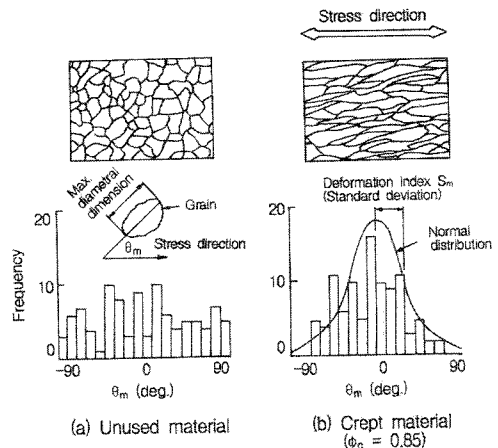 Stress direction
Max. diametral dimension
Grain
θm
Stress direction
Deformation index Sm
(Standard deviation)
Normal distribution
Frequency
20
10
0
-90
0
90
θm (deg.)
20
10
0
-90
0
90
θm (deg.)
(a) Unused material
(b) Crept material
(ϕc = 0.85)